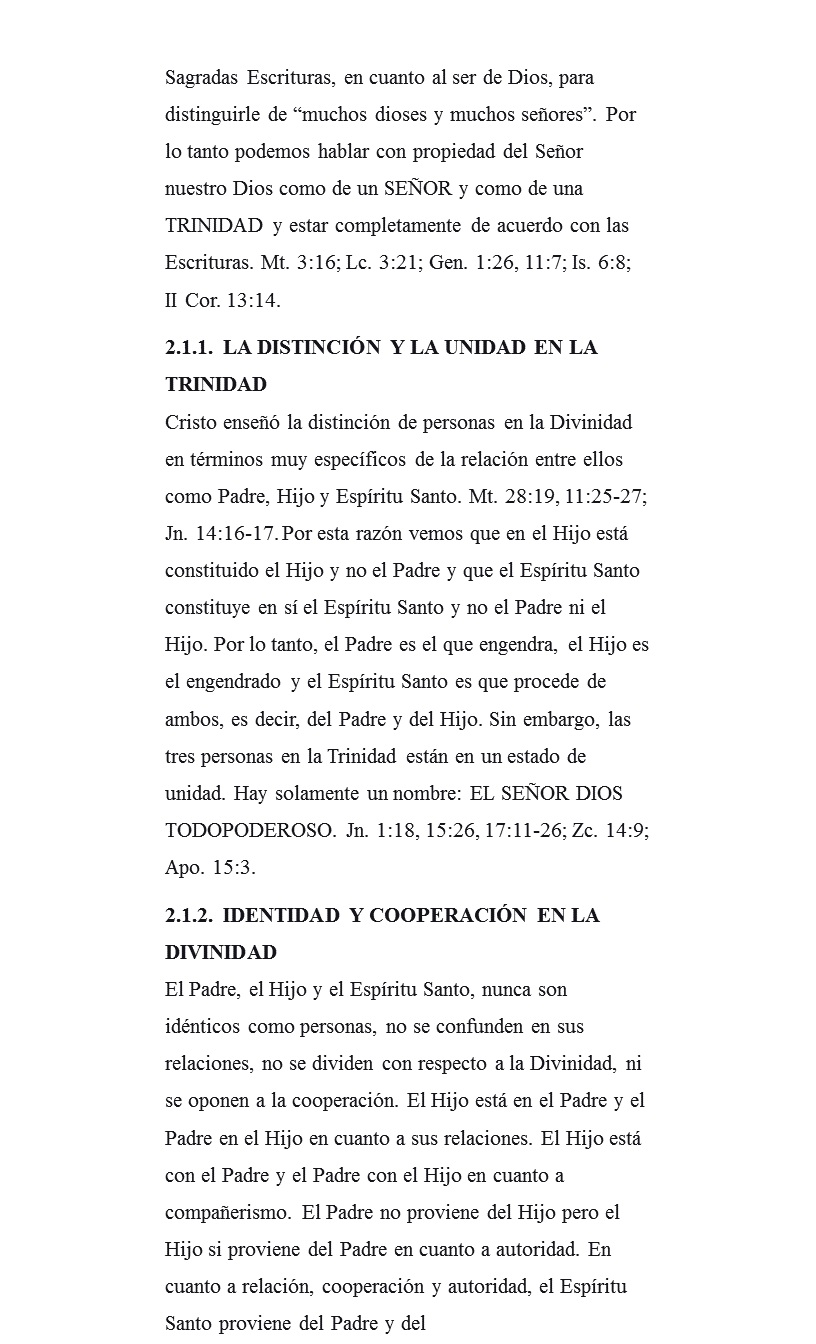 Sagradas Escrituras, en cuanto al ser de Dios, para
distinguirle de “muchos dioses y muchos señores”. Por
lo tanto podemos hablar con propiedad del Señor
nuestro Dios como de un SEÑOR y como de una
TRINIDAD y estar completamente de acuerdo con las
Escrituras. Mt. 3:16; Lc. 3:21; Gen. 1:26, 11:7; Is. 6:8;
II Cor. 13:14.
2.1.1. LA DISTINCIÓN Y LA UNIDAD EN LA
TRINIDAD
Cristo enseñó la distinción de personas en la Divinidad
en términos muy específicos de la relación entre ellos
como Padre, Hijo y Espíritu Santo. Mt. 28:19, 11:25-27;
Jn. 14:16-17. Por esta razón vemos que en el Hijo está
constituido el Hijo y no el Padre y que el Espíritu Santo
constituye en sí el Espíritu Santo y no el Padre ni el
Hijo. Por lo tanto, el Padre es el que engendra, el Hijo es
el engendrado y el Espíritu Santo es que procede de
ambos, es decir, del Padre y del Hijo. Sin embargo, las
tres personas en la Trinidad están en un estado de
unidad. Hay solamente un nombre: EL SEÑOR DIOS
TODOPODEROSO. Jn. 1:18, 15:26, 17:11-26; Zc. 14:9;
Apo. 15:3.
2.1.2. IDENTIDAD Y COOPERACIÓN EN LA
DIVINIDAD
El Padre, el Hijo y el Espíritu Santo, nunca son
idénticos como personas, no se confunden en sus
relaciones, no se dividen con respecto a la Divinidad, ni
se oponen a la cooperación. El Hijo está en el Padre y el
Padre en el Hijo en cuanto a sus relaciones. El Hijo está
con el Padre y el Padre con el Hijo en cuanto a
compañerismo. El Padre no proviene del Hijo pero el
Hijo si proviene del Padre en cuanto a autoridad. En
cuanto a relación, cooperación y autoridad, el Espíritu
Santo proviene del Padre y del